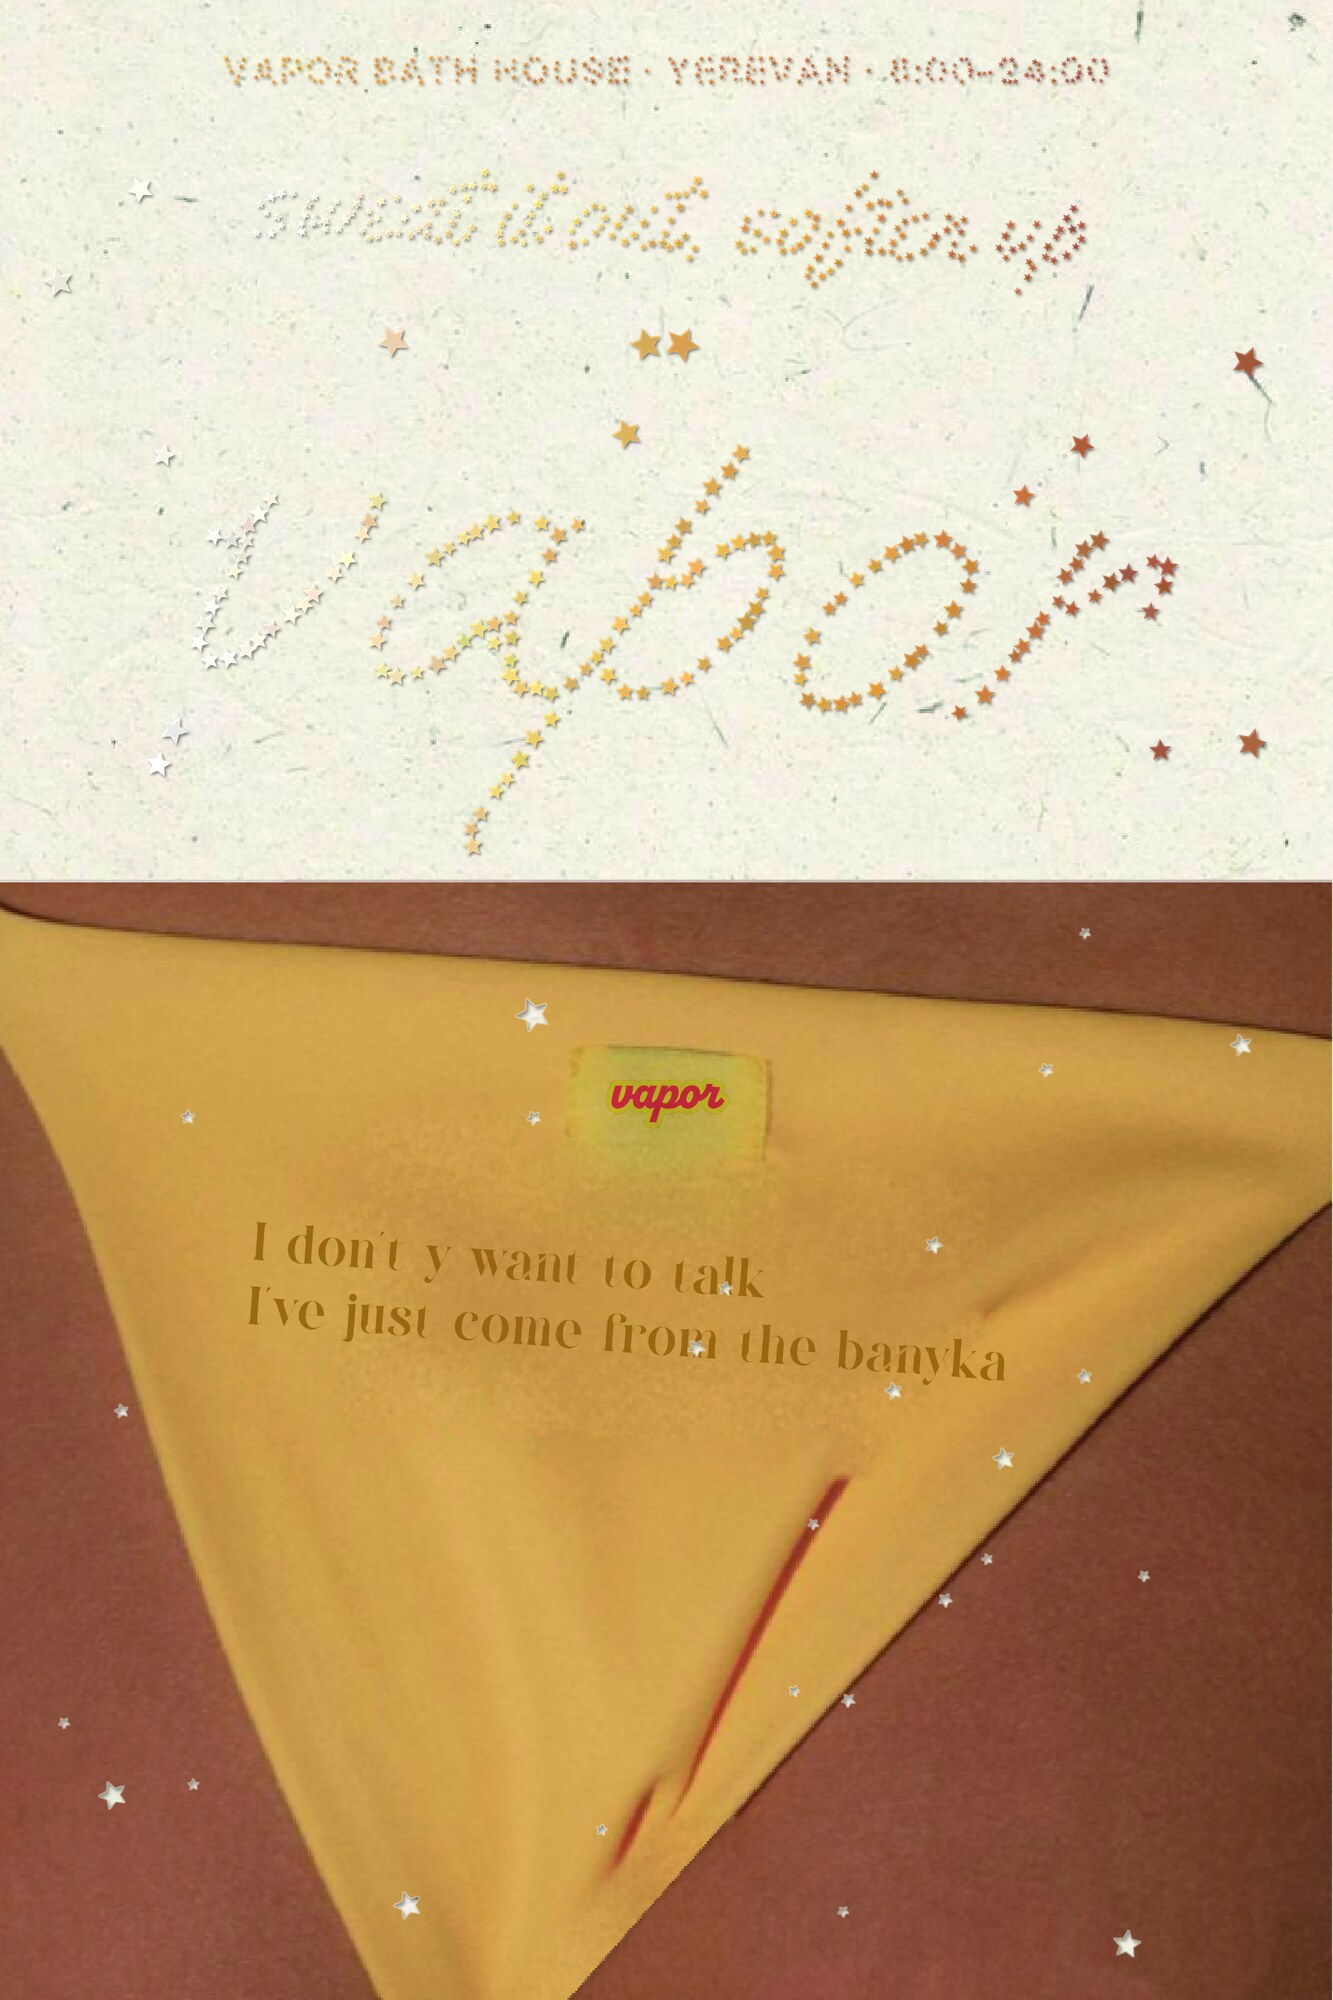 VAPOR BATH HOUSE · YEREVAN · 8:00–24:00
sweat it out, soften up
vapor
vapor
I don't y want to talk
I've just come from the banyka